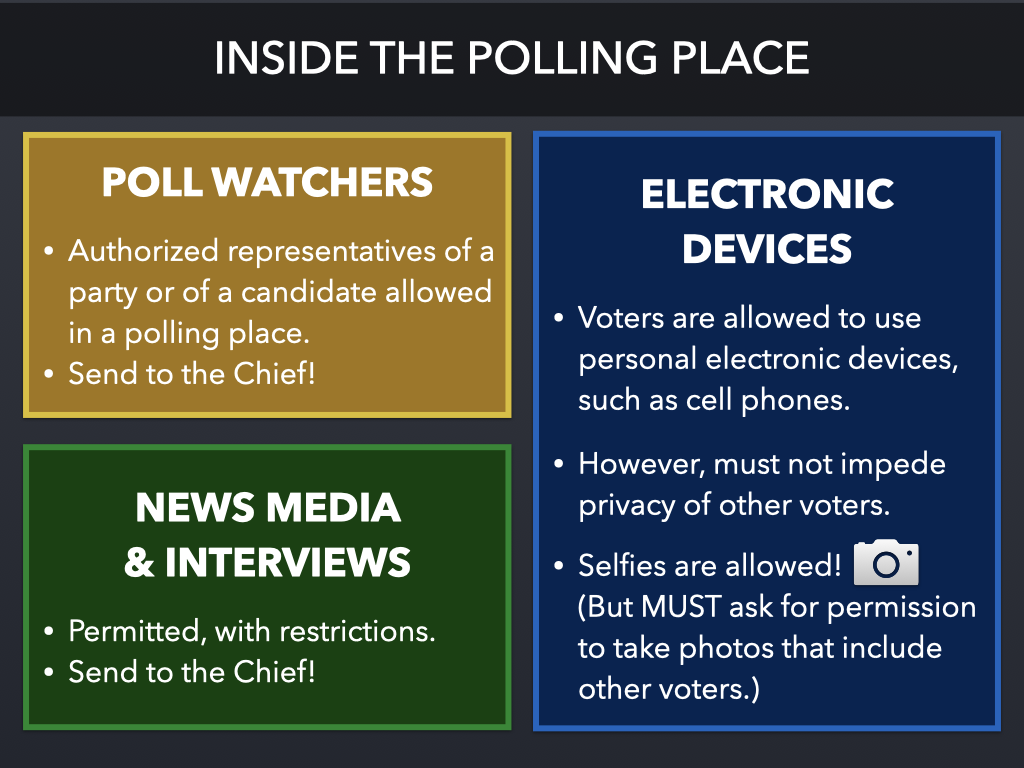 INSIDE THE POLLING PLACE
POLL WATCHERS
• Authorized representatives of a
party or of a candidate allowed
in a polling place.
• Send to the Chief!
NEWS MEDIA
& INTERVIEWS
• Permitted, with restrictions.
• Send to the Chief!
ELECTRONIC
DEVICES
• Voters are allowed to use
personal electronic devices,
such as cell phones.
• However, must not impede
privacy of other voters.
• Selfies are allowed!
(But MUST ask for permission
to take photos that include
other voters.)